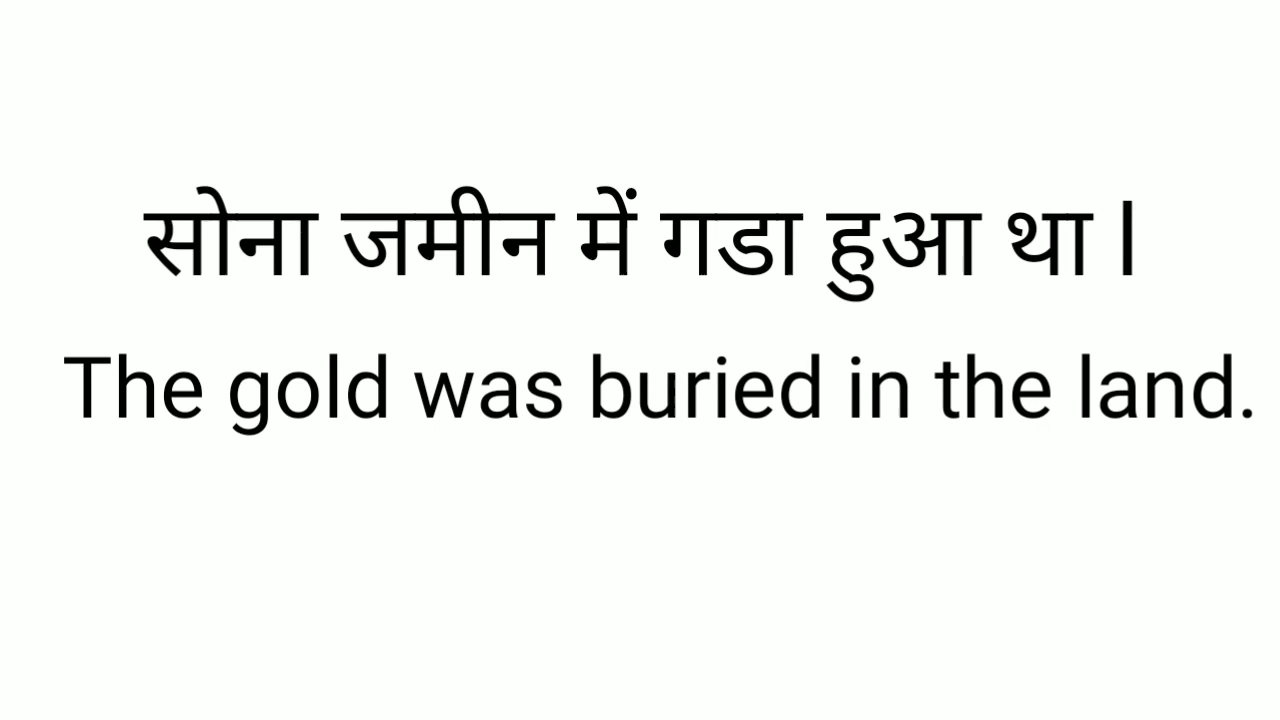 सोना जमीन में गडा हुआ था l
The gold was buried in the land.